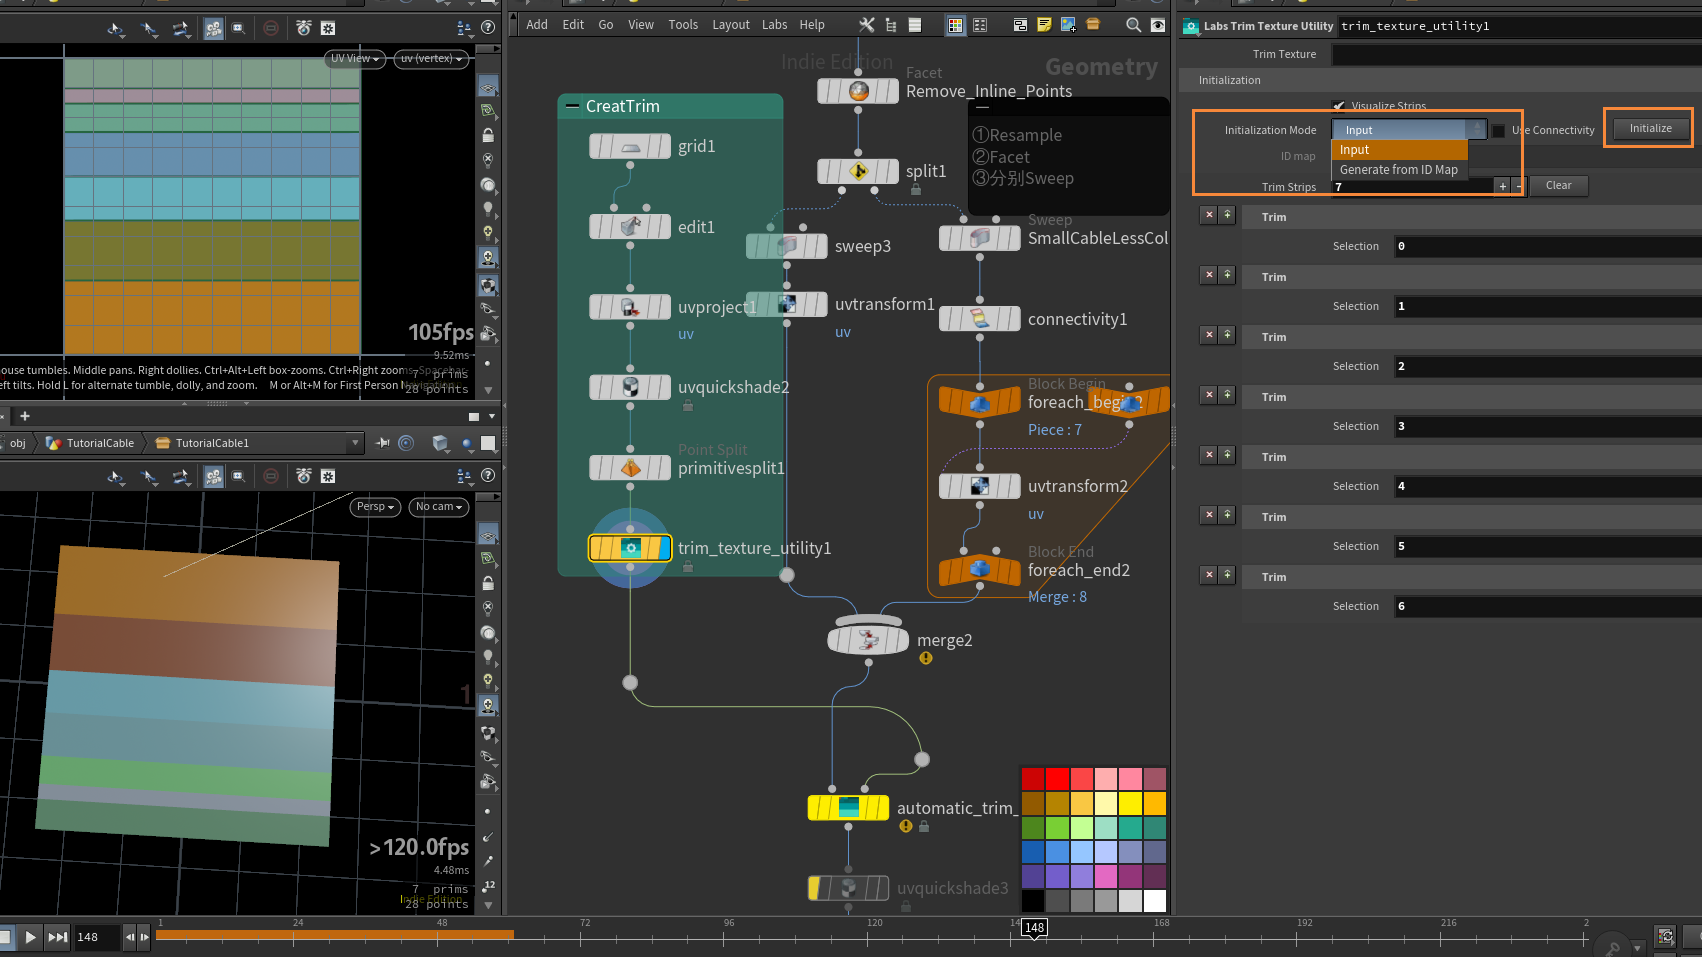 UV View
uv (vertex)
105fps
9.52ms
ouse tumbles. Middle pans. Right dollies. Ctrl+Alt+Left box-zooms. Ctrl+Right zooms
7 prims
eft tilts. Hold L for alternate tumble, dolly, and zoom. M or Alt+M for First Person Navigation.
28 points
obj
TutorialCable
TutorialCable1
Persp
No cam
1
>120.0fps
4.48ms
7 prims
Indie Edition
28 points
12
Add
Edit
Go
View
Tools
Layout
Labs
Help
Indie Edition
Geometry
CreatTrim
grid1
edit1
uvproject1
uv
uvquickshade2
Point Split
primitivesplit1
trim_texture_utility1
Facet
Remove_Inline_Points
①Resample
②Facet
③分别Sweep
split1
sweep3
uvtransform1
uv
Sweep
SmallCableLessCol
connectivity1
Block Begin
foreach_begin2
Piece : 7
uvtransform2
uv
Block End
foreach_end2
Merge : 8
merge2
automatic_trim_
uvquickshade3
Labs Trim Texture Utility
trim_texture_utility1
Trim Texture
Initialization
Visualize Strips
Initialization Mode
Input
Use Connectivity
Initialize
Input
ID map
Generate from ID Map
Trim Strips
7
+
-
Clear
Trim
Selection
0
Trim
Selection
1
Trim
Selection
2
Trim
Selection
3
Trim
Selection
4
Trim
Selection
5
Trim
Selection
6
148
1
24
48
72
96
120
148
168
192
216
2